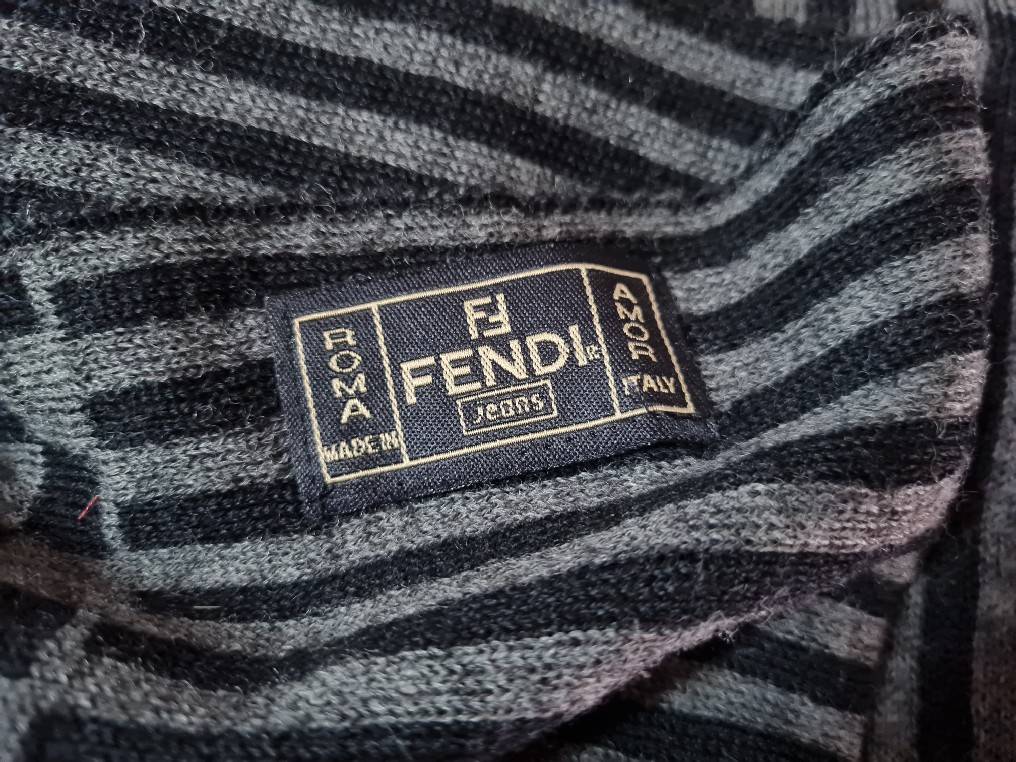 ROMA
MADE IN
FF
FENDI®
Jeans
AMOR
ITALY